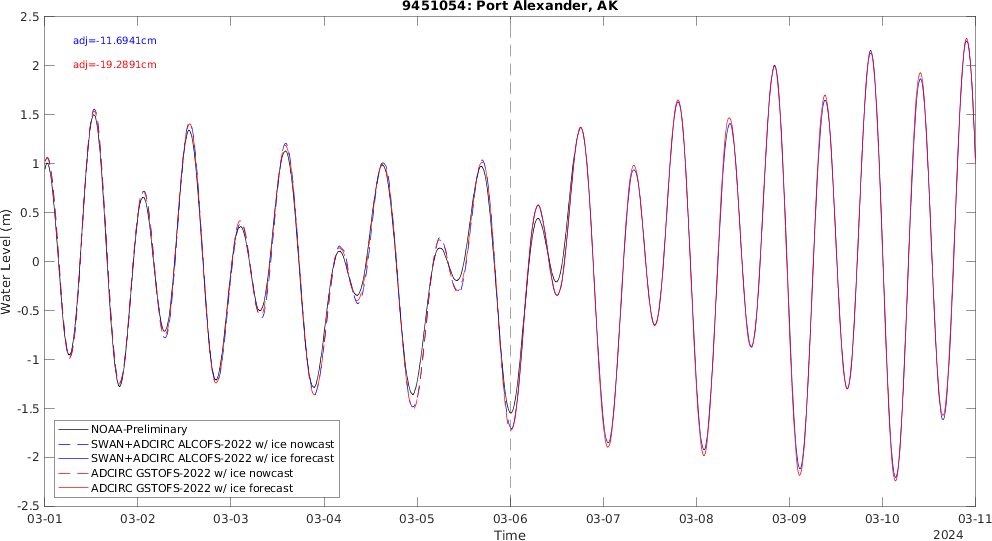 9451054: Port Alexander, AK
2.5
2
1.5
1
0.5
0
-0.5
-1
-1.5
-2
-2.5
Water Level (m)
adj=-11.6941cm
adj=-19.2891cm
NOAA-Preliminary
SWAN+ADCIRC ALCOFS-2022 w/ ice nowcast
SWAN+ADCIRC ALCOFS-2022 w/ ice forecast
ADCIRC GSTOFS-2022 w/ ice nowcast
ADCIRC GSTOFS-2022 w/ ice forecast
03-01 03-02 03-03 03-04 03-05 03-06 03-07 03-08 03-09 03-10 03-11
Time
2024